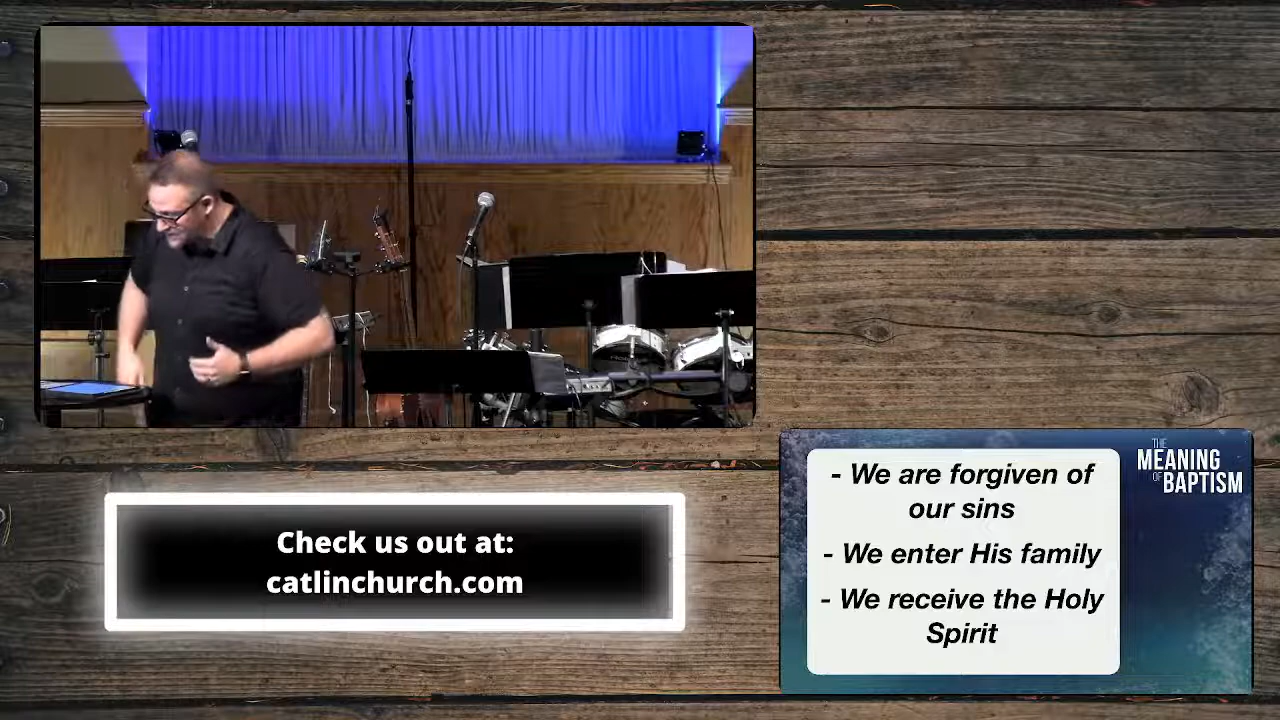 Check us out at:
catlinchurch.com
THE
MEANING
OF
BAPTISM
- We are forgiven of
our sins
- We enter His family
- We receive the Holy
Spirit